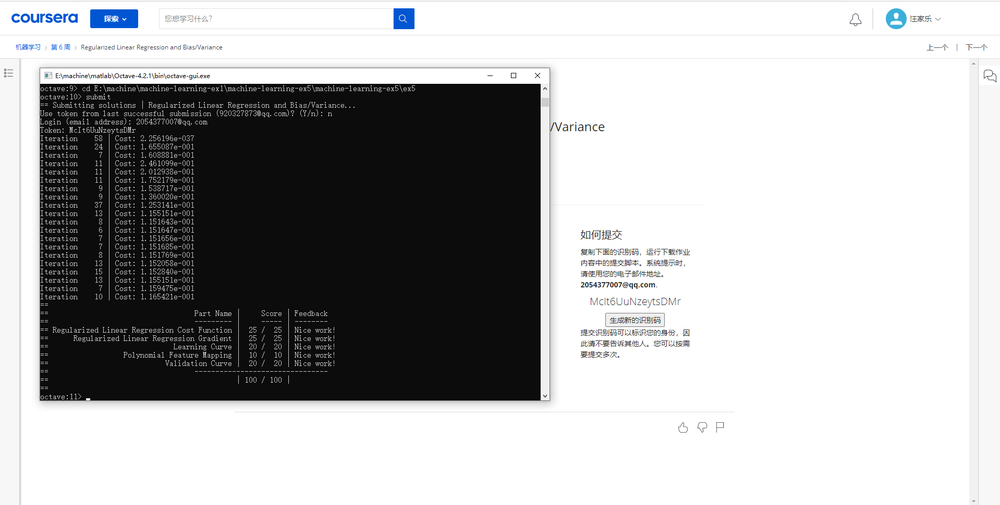 coursera
探索
您想学习什么?
汪家乐
机器学习 > 第 6 周 > Regularized Linear Regression and Bias/Variance
上一个 | 下一个
E:\machine\matlab\Octave-4.2.1\bin\octave-gui.exe
octave:9> cd E:\machine\machine-learning-ex1\machine-learning-ex5\machine-learning-ex5\ex5
octave:10> submit
== Submitting solutions | Regularized Linear Regression and Bias/Variance...
Use token from last successful submission (920327873@qq.com)? (Y/n): n
Login (email address): 2054377007@qq.com
Token: McIt6UuNzeytsDMr
Iteration    58 | Cost: 2.256196e-037
Iteration    24 | Cost: 1.655087e-001
Iteration     7 | Cost: 1.608881e-001
Iteration    11 | Cost: 2.461099e-001
Iteration    11 | Cost: 2.012938e-001
Iteration    11 | Cost: 1.752179e-001
Iteration     9 | Cost: 1.538717e-001
Iteration     9 | Cost: 1.360020e-001
Iteration    37 | Cost: 1.253141e-001
Iteration    13 | Cost: 1.155151e-001
Iteration     8 | Cost: 1.151643e-001
Iteration     6 | Cost: 1.151647e-001
Iteration     7 | Cost: 1.151656e-001
Iteration     7 | Cost: 1.151685e-001
Iteration     8 | Cost: 1.151769e-001
Iteration    13 | Cost: 1.152058e-001
Iteration    15 | Cost: 1.152840e-001
Iteration    13 | Cost: 1.155151e-001
Iteration     7 | Cost: 1.159475e-001
Iteration    10 | Cost: 1.165421e-001
==
==                                   Part Name |     Score | Feedback
==                                   --------- |     ----- | --------
== Regularized Linear Regression Cost Function |  25 /  25 | Nice work!
==      Regularized Linear Regression Gradient |  25 /  25 | Nice work!
==                              Learning Curve |  20 /  20 | Nice work!
==                  Polynomial Feature Mapping |  10 /  10 | Nice work!
==                            Validation Curve |  20 /  20 | Nice work!
==                                   --------------------------------
==                                             | 100 / 100 |
==
octave:11>
/Variance
如何提交
复制下面的识别码，运行下载作业
内容中的提交脚本。系统提示时，
请使用您的电子邮件地址。
2054377007@qq.com.
McIt6UuNzeytsDMr
生成新的识别码
提交识别码可以标识您的身份，因
此请不要告诉其他人。您可以按需
要提交多次。